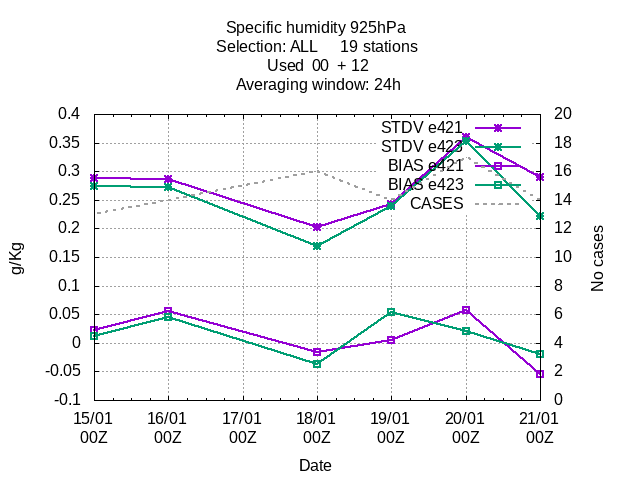 Specific humidity 925hPa
Selection: ALL 19 stations
Used 00 + 12
Averaging window: 24h
0.4
0.35
0.3
0.25
0.2
0.15
0.1
0.05
0
-0.05
-0.1
g/Kg
STDV e421
STDV e423
BIAS e421
BIAS e423
CASES
20
18
16
14
12
10
8
6
4
2
0
No cases
15/01 16/01 17/01 18/01 19/01 20/01 21/01
00Z 00Z 00Z 00Z 00Z 00Z 00Z
Date